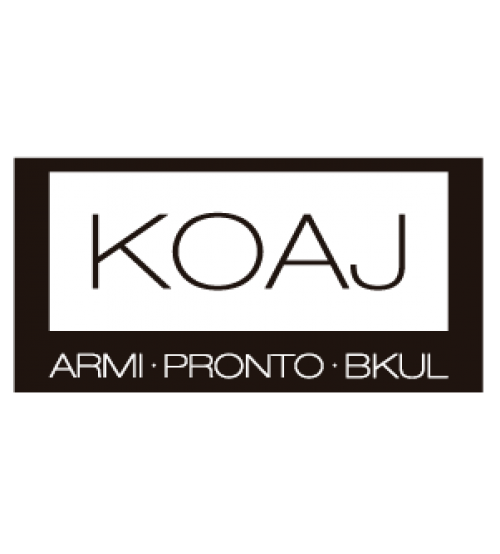 KOAJ
ARMI · PRONTO · BKUL